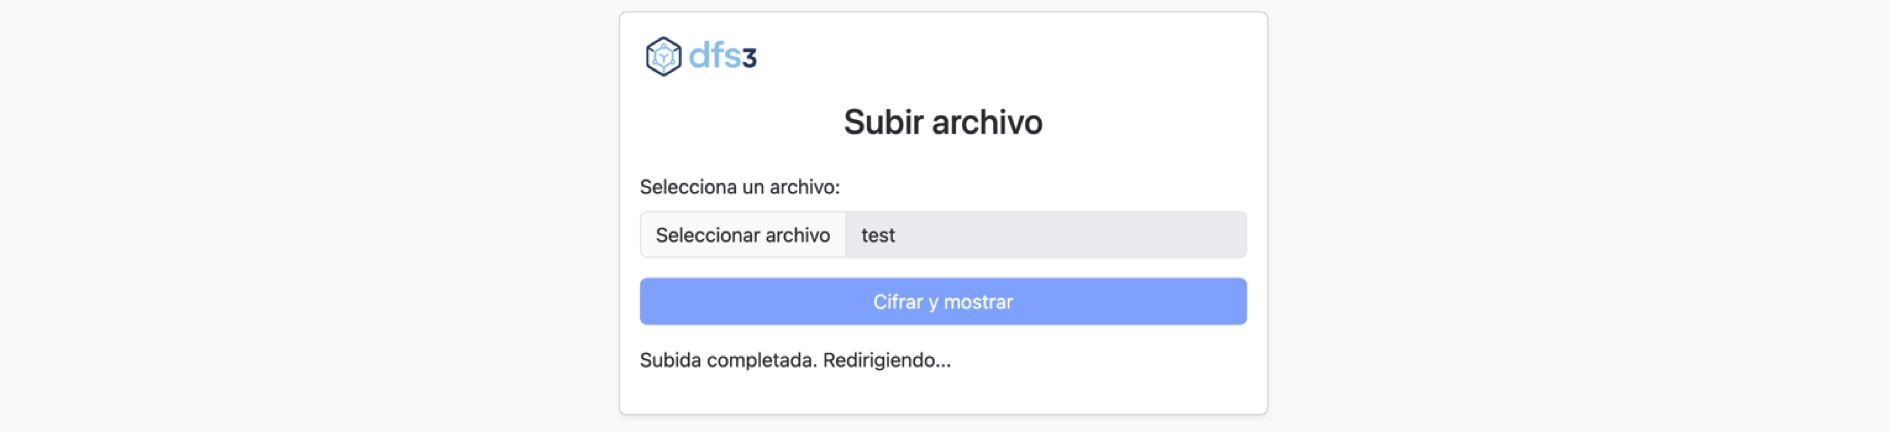 dfs3
Subir archivo
Selecciona un archivo:
Seleccionar archivo test
Cifrar y mostrar
Subida completada. Redirigiendo...